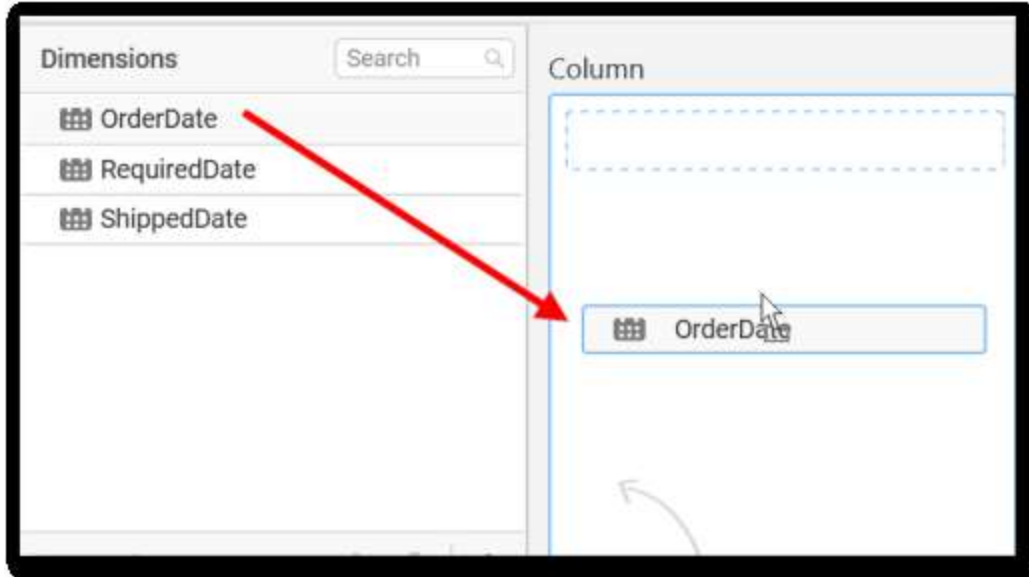 Dimensions
Search
OrderDate
RequiredDate
ShippedDate
Column
OrderDate